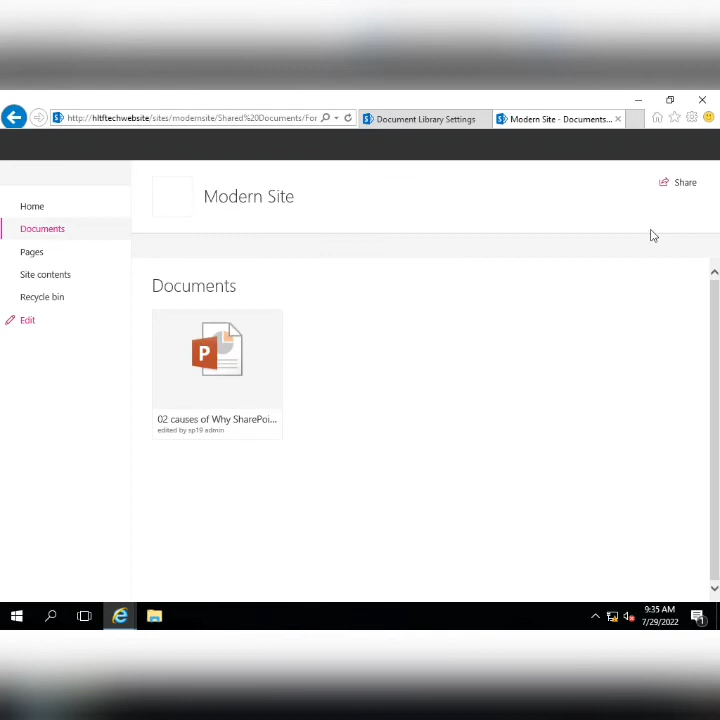 http://hltftechwebsite/sites/modernsite/Shared%20Documents/For
Document Library Settings
Modern Site - Documents...
Modern Site
Share
Home
Documents
Pages
Site contents
Recycle bin
Edit
Documents
P
02 causes of Why SharePoi...
edited by sp19 admin
9:35 AM
7/29/2022
1